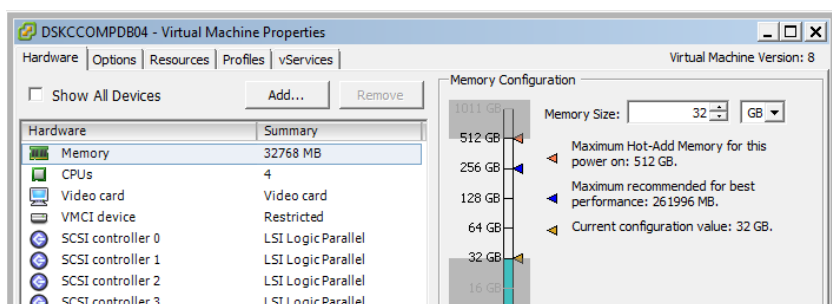 DSKCCOMPDB04 - Virtual Machine Properties
Hardware Options Resources Profiles vServices
Virtual Machine Version: 8
Show All Devices
Add...
Remove
Hardware Summary
Memory 32768 MB
CPUs 4
Video card Video card
VMCI device Restricted
SCSI controller 0 LSI Logic Parallel
SCSI controller 1 LSI Logic Parallel
SCSI controller 2 LSI Logic Parallel
SCSI controller 3 LSI Logic Parallel
Memory Configuration
1011 GB
512 GB
256 GB
128 GB
64 GB
32 GB
16 GB
Memory Size: 32 GB
Maximum Hot-Add Memory for this
power on: 512 GB.
Maximum recommended for best
performance: 261996 MB.
Current configuration value: 32 GB.